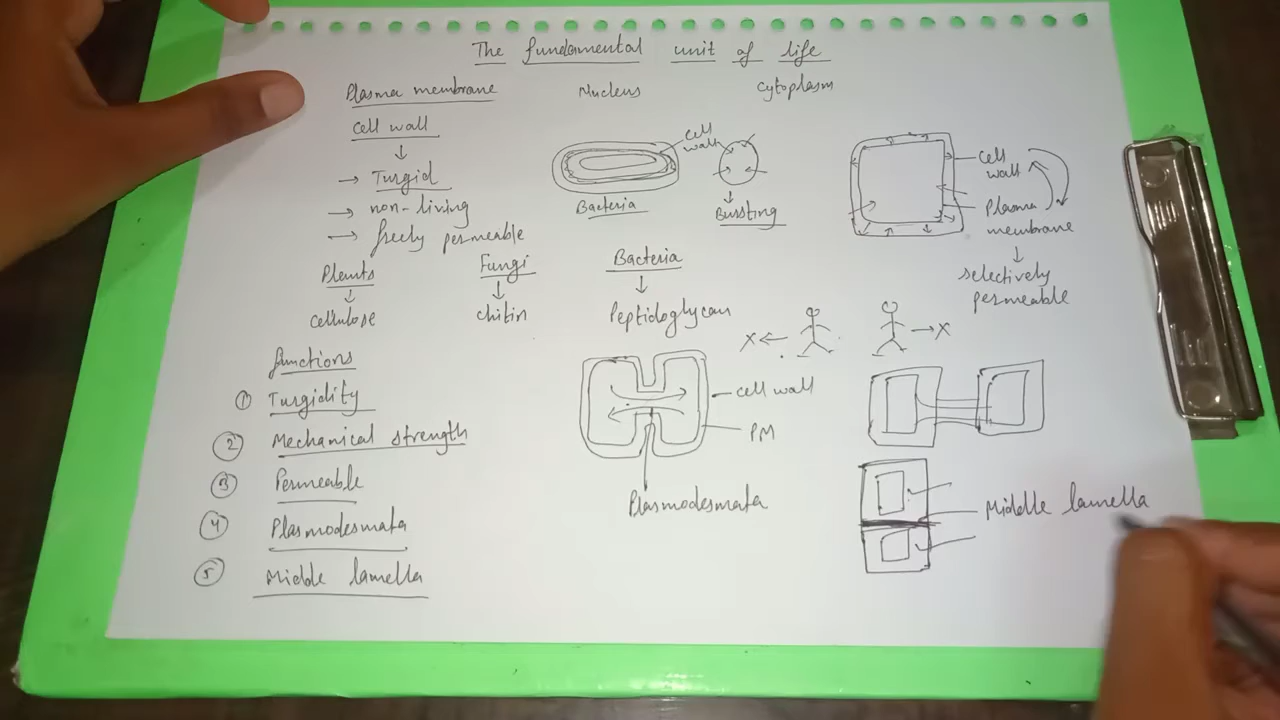 The fundamental unit of life
Plasma membrane Nucleus Cytoplasm
Cell wall
→ Turgid
→ non-living
→ freely permeable
Cell wall
Bacteria
Bursting
Cell wall
Plasma membrane
selectively permeable
Plants
Cellulose
Fungi
chitin
Bacteria
Peptidoglycan
X X
functions
① Turgidity
② Mechanical strength
③ Permeable
④ Plasmodesmata
⑤ Middle lamella
cell wall
PM
Plasmodesmata
Middle lamella